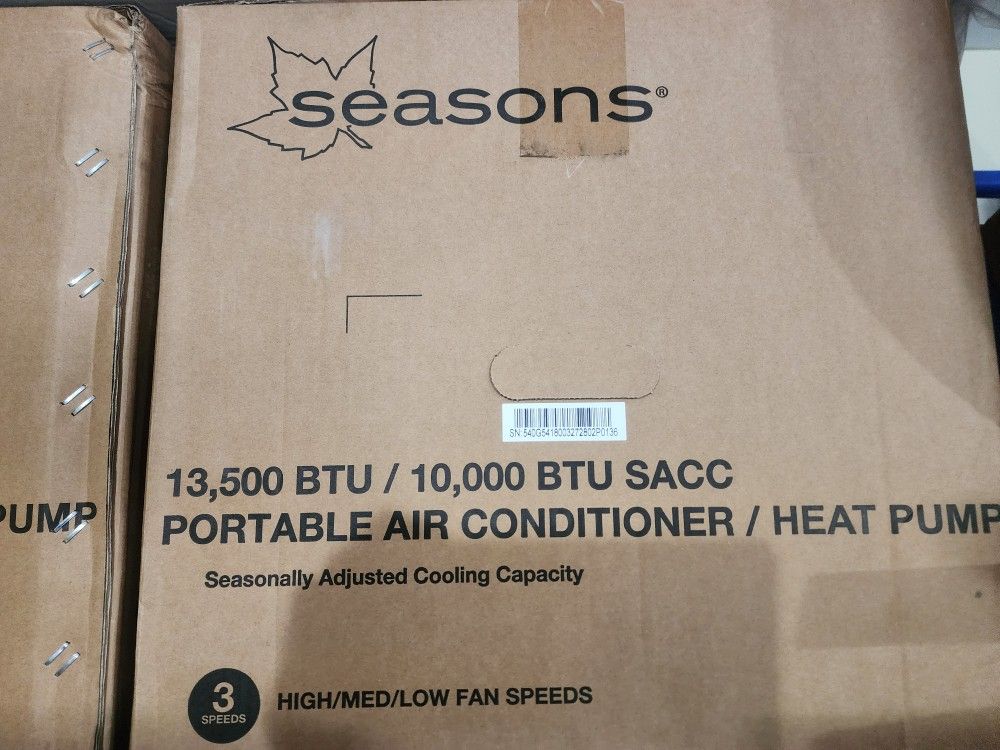 seasons®
SN:540G5418003272802P0136
13,500 BTU / 10,000 BTU SACC
PUMP
PORTABLE AIR CONDITIONER / HEAT PUMP
Seasonally Adjusted Cooling Capacity
3
SPEEDS
HIGH/MED/LOW FAN SPEEDS